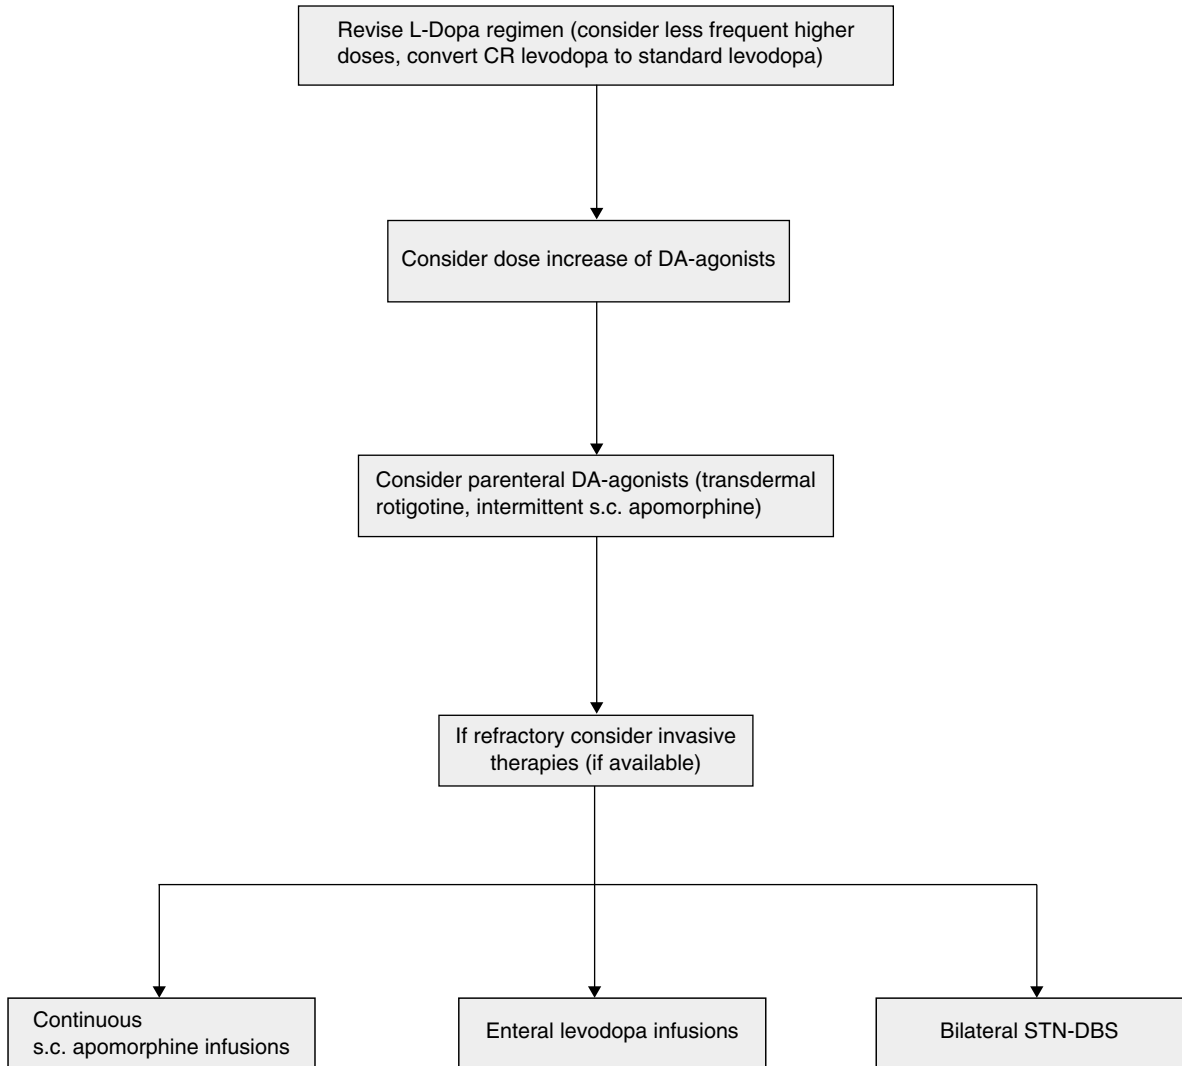 Revise L-Dopa regimen (consider less frequent higher
doses, convert CR levodopa to standard levodopa)
Consider dose increase of DA-agonists
Consider parenteral DA-agonists (transdermal
rotigotine, intermittent s.c. apomorphine)
If refractory consider invasive
therapies (if available)
Continuous
s.c. apomorphine infusions
Enteral levodopa infusions
Bilateral STN-DBS